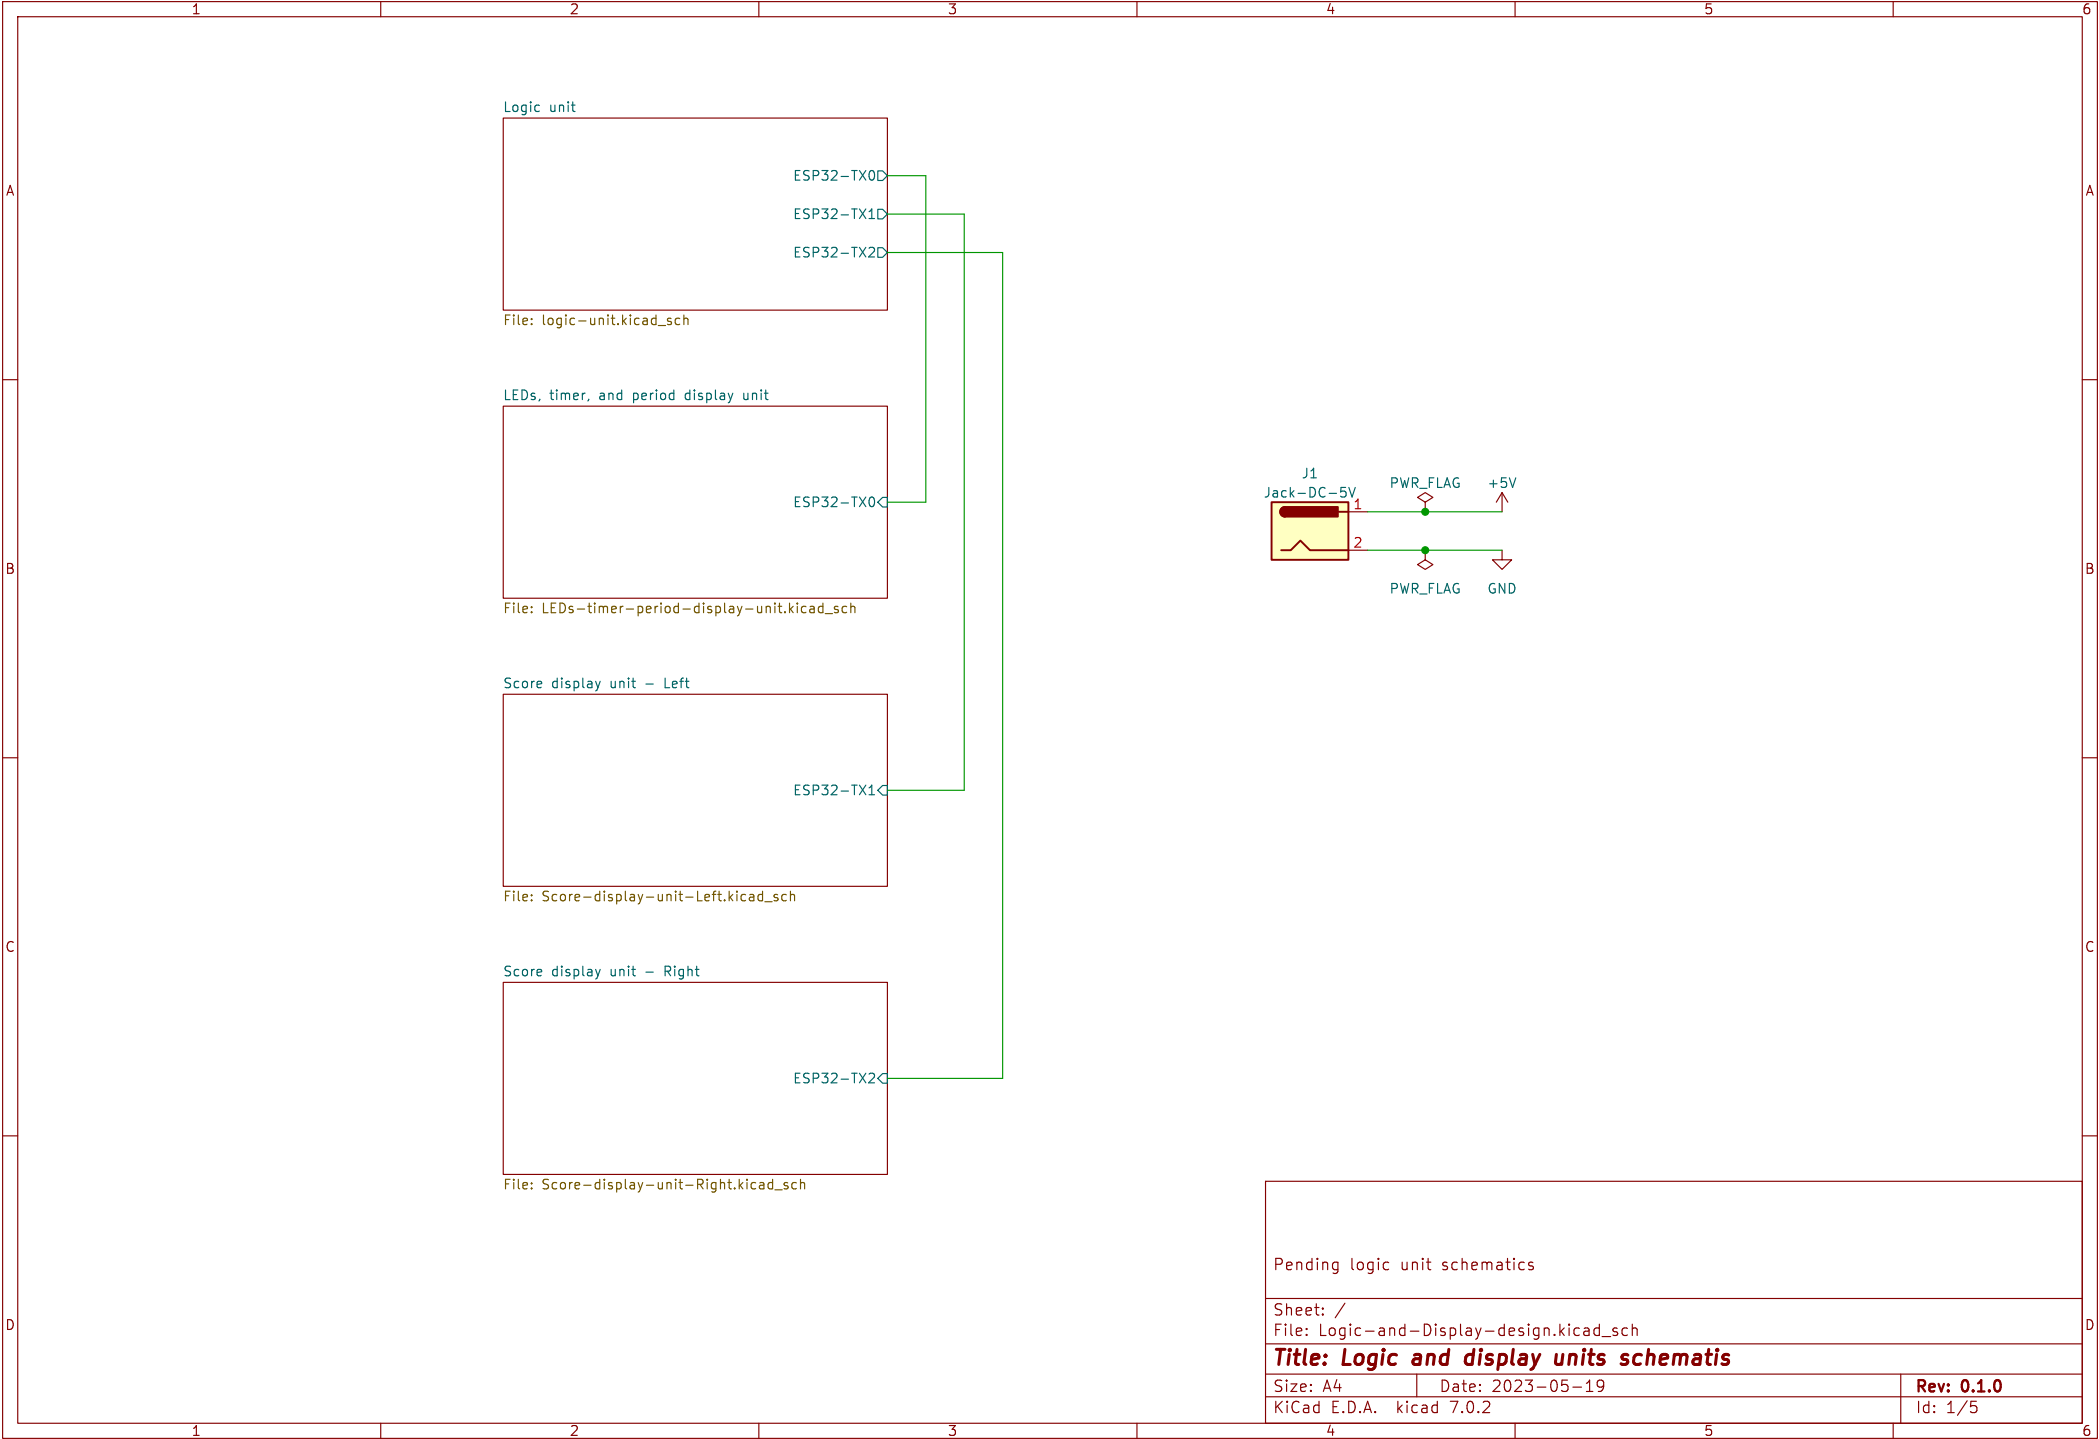 1 2 3 4 5 6
Logic unit
ESP32-TX0
A A
ESP32-TX1
ESP32-TX2
File: logic-unit.kicad_sch
LEDs, timer, and period display unit
ESP32-TX0
File: LEDs-timer-period-display-unit.kicad_sch
J1
Jack-DC-5V
PWR_FLAG
+5V
1
2
PWR_FLAG
GND
B B
Score display unit - Left
ESP32-TX1
File: Score-display-unit-Left.kicad_sch
C C
Score display unit - Right
ESP32-TX2
File: Score-display-unit-Right.kicad_sch
Pending logic unit schematics
Sheet: /
File: Logic-and-Display-design.kicad_sch
D D
Title: Logic and display units schematis
Size: A4 Date: 2023-05-19 Rev: 0.1.0
KiCad E.D.A. kicad 7.0.2 Id: 1/5
1 2 3 4 5 6